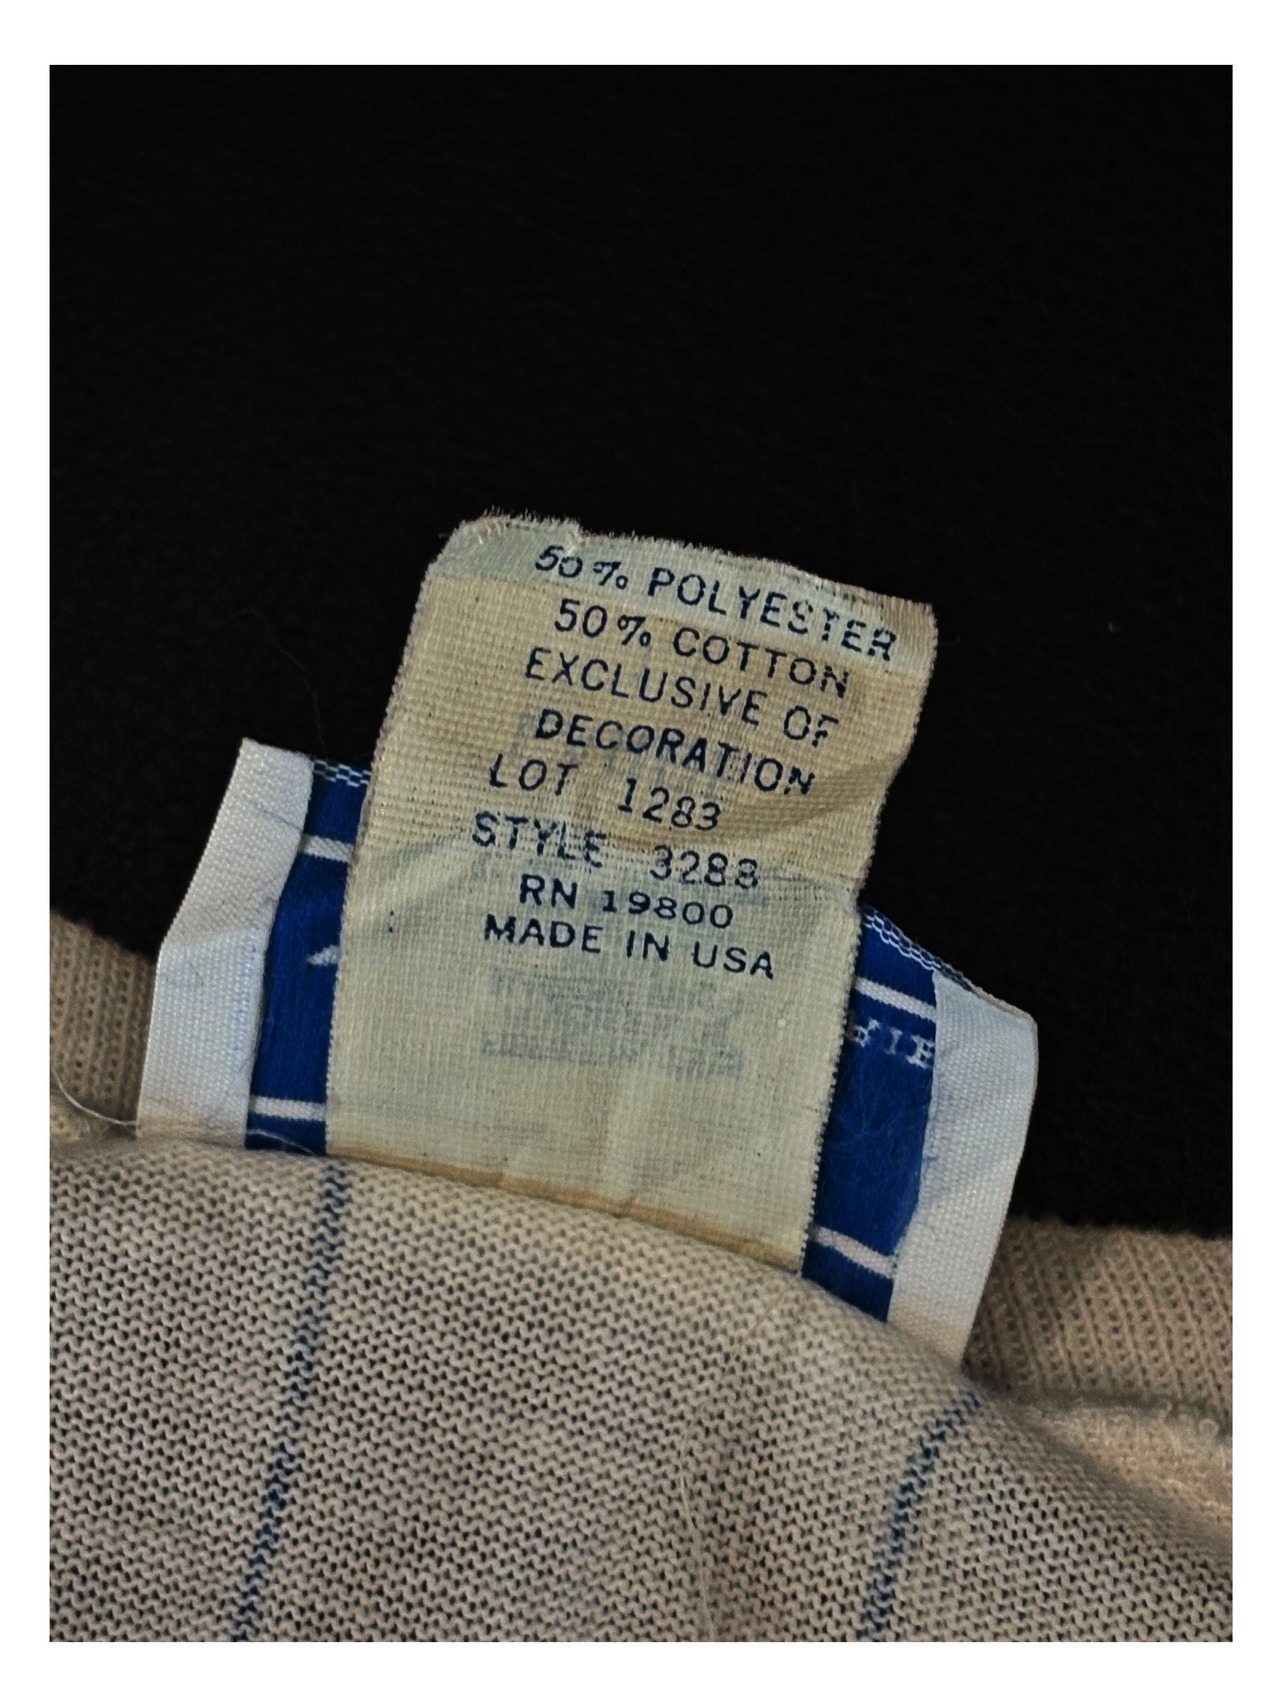 50% POLYESTER
50% COTTON
EXCLUSIVE OF
DECORATION
LOT 1283
STYLE 3288
RN 19800
MADE IN USA